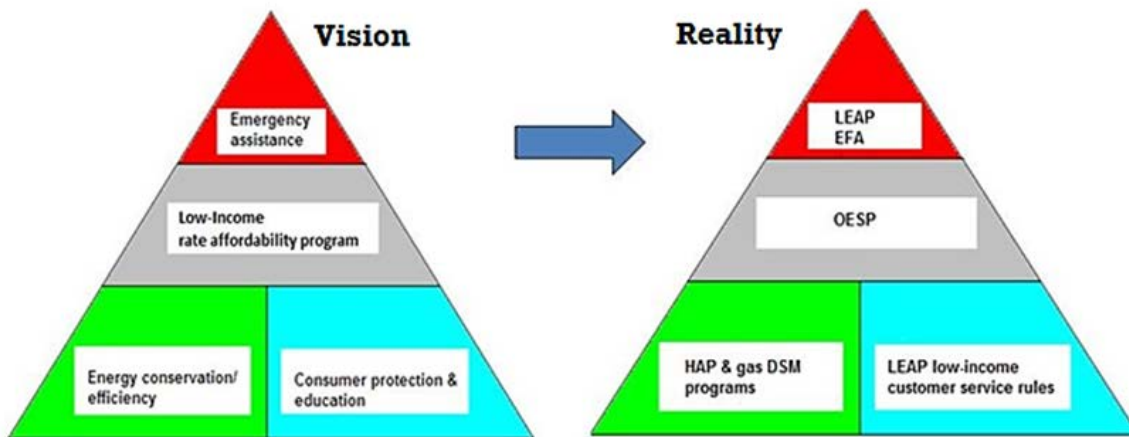 Vision
Emergency
assistance
Low-Income
rate affordability program
Energy conservation/
efficiency
Consumer protection &
education
Reality
LEAP
EFA
OESP
HAP & gas DSM
programs
LEAP low-income
customer service rules